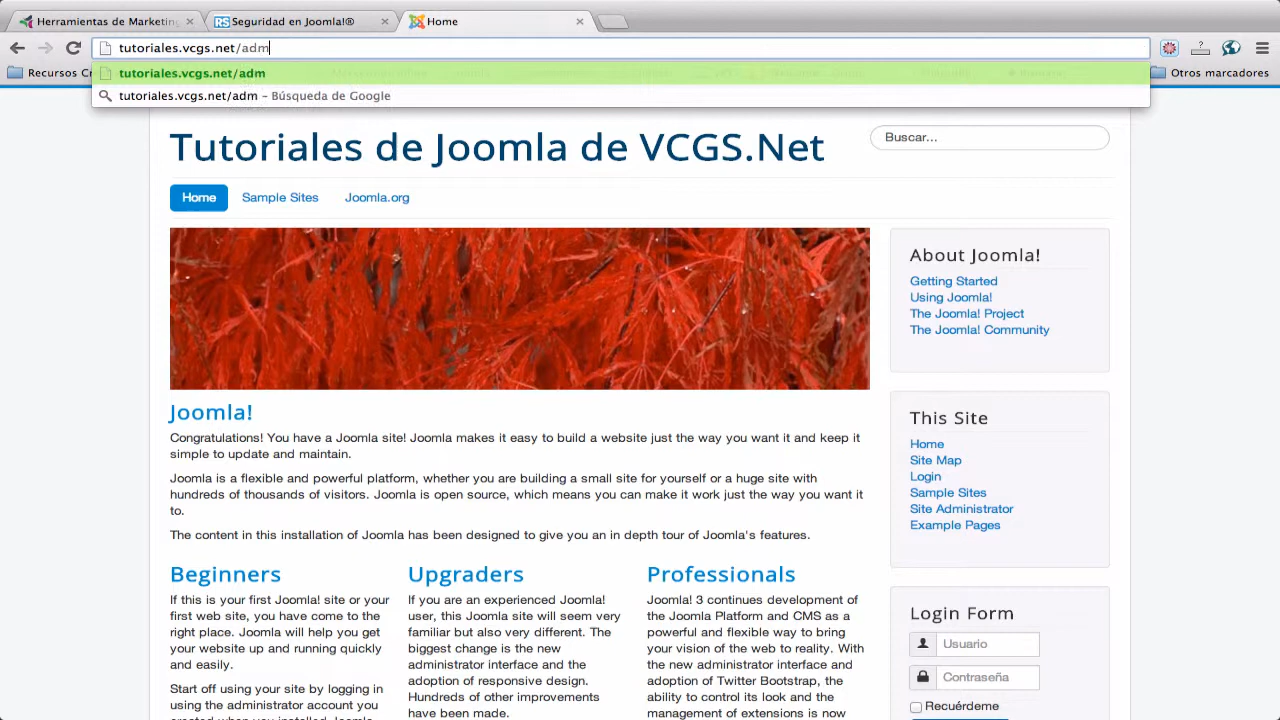 Herramientas de Marketing
Seguridad en Joomla!®
Home
tutoriales.vcgs.net/adm
Recursos Cr
tutoriales.vcgs.net/adm
Otros marcadores
tutoriales.vcgs.net/adm – Búsqueda de Google
Tutoriales de Joomla de VCGS.Net
Buscar...
Home
Sample Sites
Joomla.org
About Joomla!
Getting Started
Using Joomla!
The Joomla! Project
The Joomla! Community
Joomla!
Congratulations! You have a Joomla site! Joomla makes it easy to build a website just the way you want it and keep it
simple to update and maintain.
Joomla is a flexible and powerful platform, whether you are building a small site for yourself or a huge site with
hundreds of thousands of visitors. Joomla is open source, which means you can make it work just the way you want it
to.
The content in this installation of Joomla has been designed to give you an in depth tour of Joomla's features.
This Site
Home
Site Map
Login
Sample Sites
Site Administrator
Example Pages
Beginners
If this is your first Joomla! site or your
first web site, you have come to the
right place. Joomla will help you get
your website up and running quickly
and easily.
Start off using your site by logging in
using the administrator account you
created when you installed Joomla
Upgraders
If you are an experienced Joomla!
user, this Joomla site will seem very
familiar but also very different. The
biggest change is the new
administrator interface and the
adoption of responsive design.
Hundreds of other improvements
have been made.
Professionals
Joomla! 3 continues development of
the Joomla Platform and CMS as a
powerful and flexible way to bring
your vision of the web to reality. With
the new administrator interface and
adoption of Twitter Bootstrap, the
ability to control its look and the
management of extensions is now
Login Form
Usuario
Contraseña
Recuérdeme